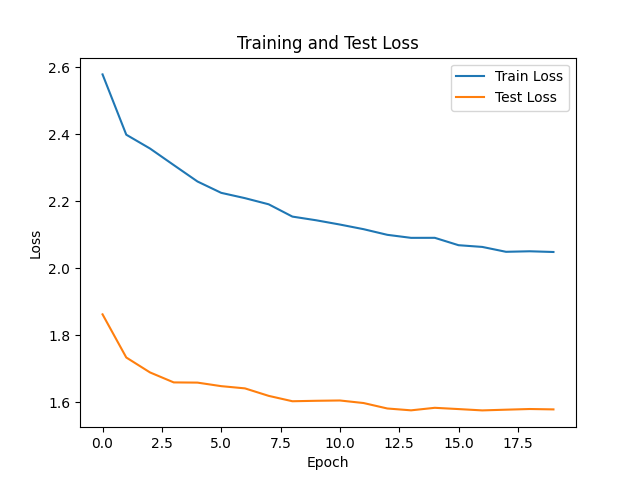 Training and Test Loss
Train Loss
Test Loss
2.6
2.4
2.2
2.0
1.8
1.6
Loss
0.0 2.5 5.0 7.5 10.0 12.5 15.0 17.5
Epoch